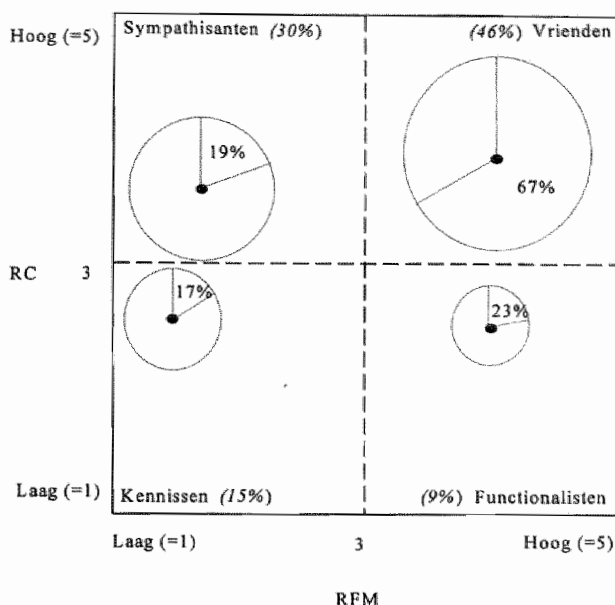 Hoog (=5)
Sympathisanten (30%)
(46%) Vrienden
19%
67%
RC 3
17%
23%
Laag (=1)
Kennissen (15%)
(9%) Functionalisten
Laag (=1) 3 Hoog (=5)
RFM